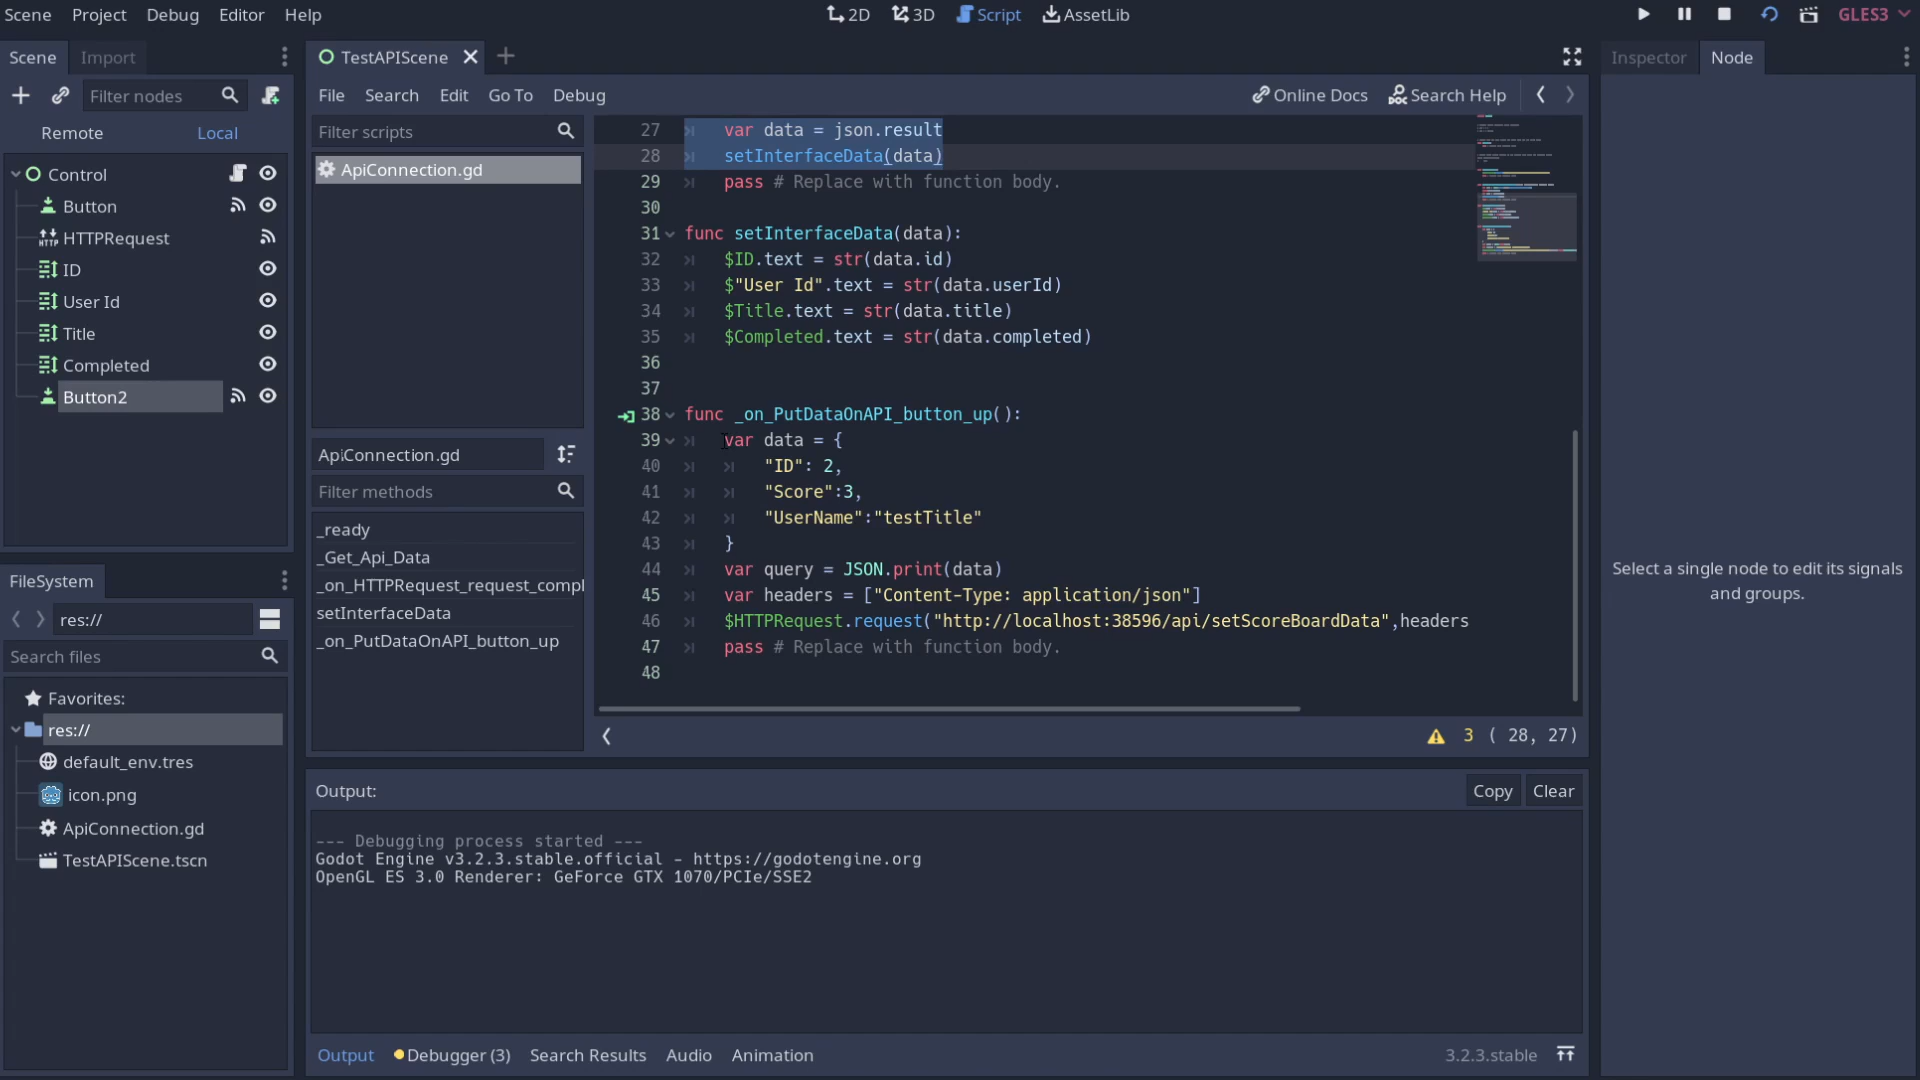 Scene Project Debug Editor Help
2D 3D Script AssetLib
GLES3
Scene Import
Filter nodes
Remote Local
Control
Button
HTTP HTTPRequest
ID
User Id
Title
Completed
Button2
FileSystem
res://
Search files
Favorites:
res://
default_env.tres
icon.png
ApiConnection.gd
TestAPIScene.tscn
TestAPIScene
File Search Edit Go To Debug
Online Docs Search Help
Filter scripts
ApiConnection.gd
ApiConnection.gd
Filter methods
_ready
_Get_Api_Data
_on_HTTPRequest_request_compl
setInterfaceData
_on_PutDataOnAPI_button_up
27 var data = json.result
28 setInterfaceData(data)
29 pass # Replace with function body.
30
31 func setInterfaceData(data):
32 $ID.text = str(data.id)
33 $"User Id".text = str(data.userId)
34 $Title.text = str(data.title)
35 $Completed.text = str(data.completed)
36
37
38 func _on_PutDataOnAPI_button_up():
39 var data = {
40 "ID": 2,
41 "Score":3,
42 "UserName":"testTitle"
43 }
44 var query = JSON.print(data)
45 var headers = ["Content-Type: application/json"]
46 $HTTPRequest.request("http://localhost:38596/api/setScoreBoardData",headers
47 pass # Replace with function body.
48
3 ( 28, 27)
Output:
Copy Clear
--- Debugging process started ---
Godot Engine v3.2.3.stable.official - https://godotengine.org
OpenGL ES 3.0 Renderer: GeForce GTX 1070/PCIe/SSE2
Output Debugger (3) Search Results Audio Animation
3.2.3.stable
Inspector Node
Select a single node to edit its signals
and groups.